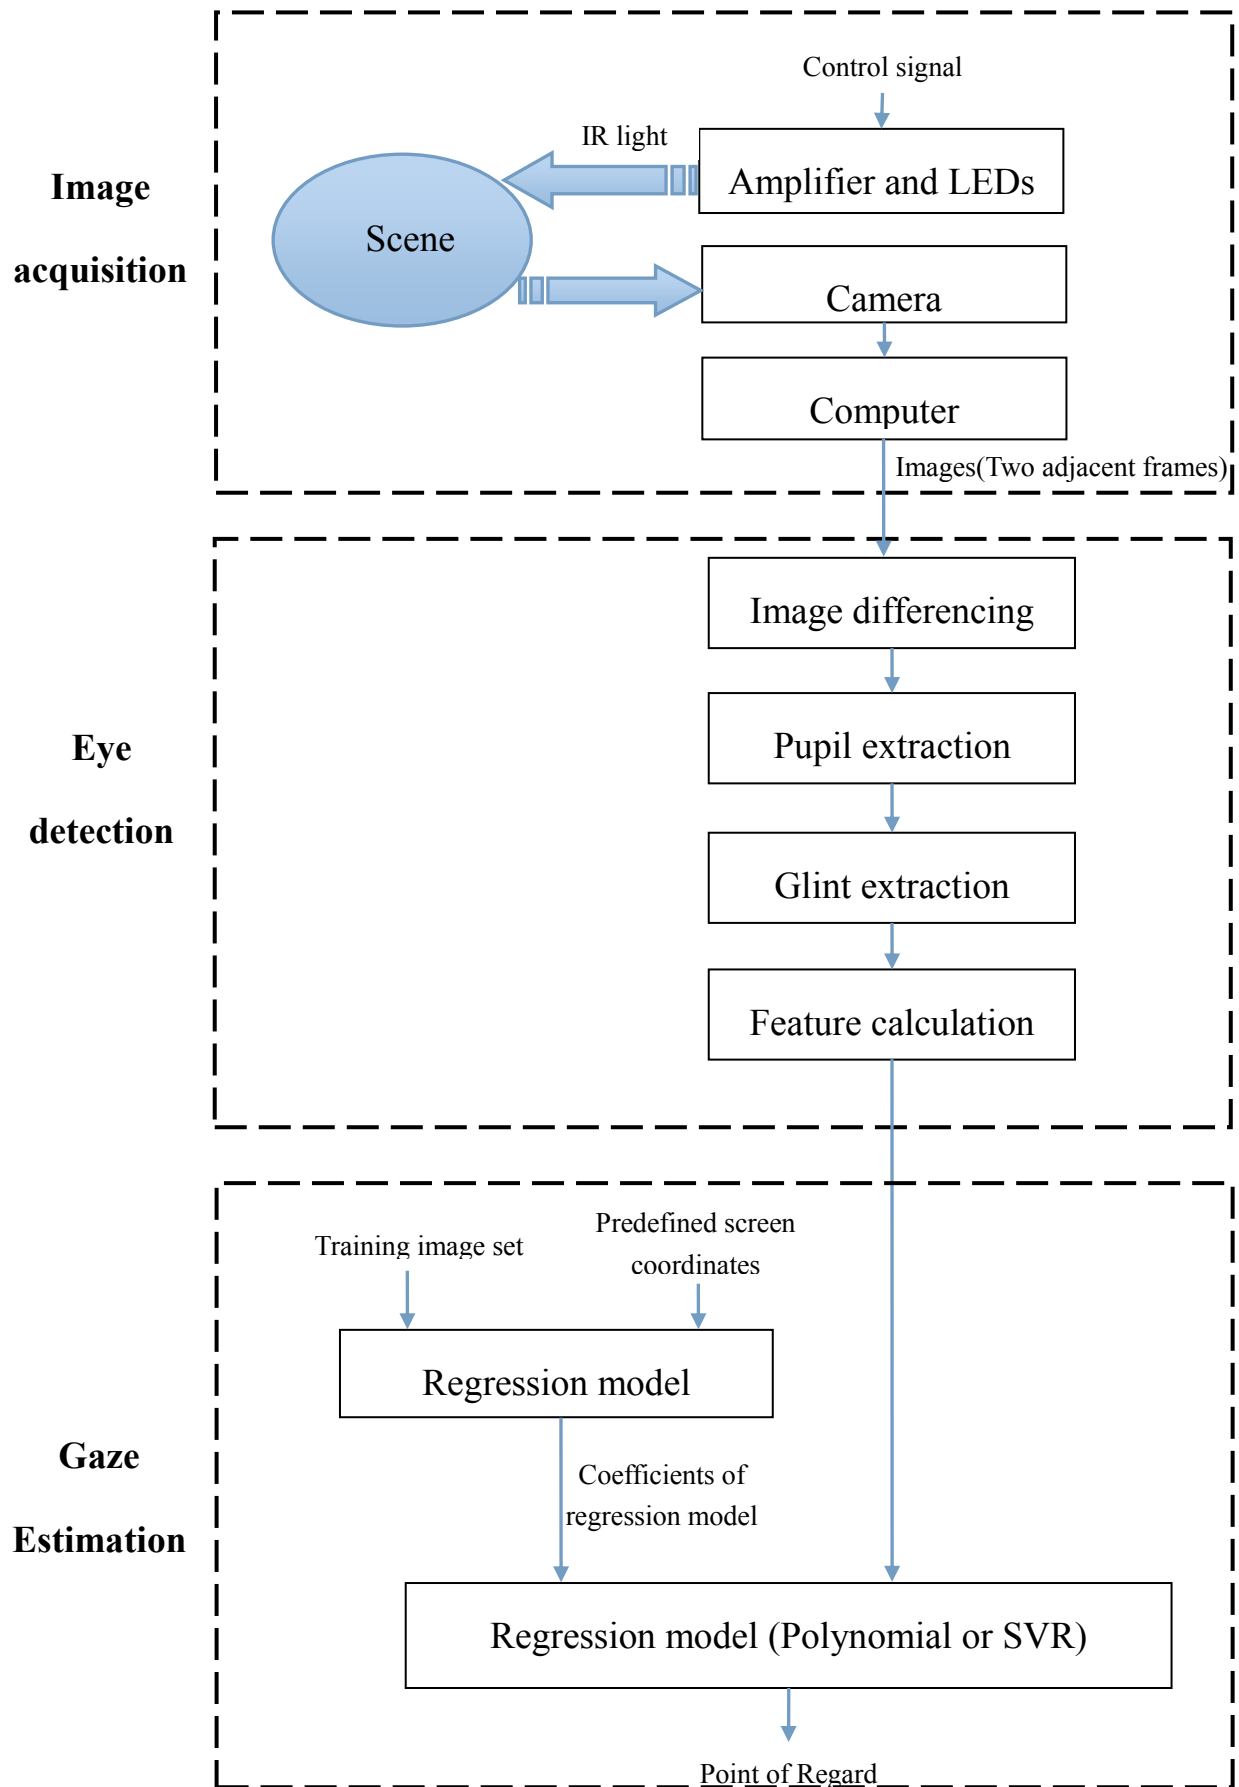 Control signal
IR light
Image
acquisition
Amplifier and LEDs
Scene
Camera
Computer
Images(Two adjacent frames)
Eye
detection
Image differencing
Pupil extraction
Glint extraction
Feature calculation
Gaze
Estimation
Training image set
Predefined screen
coordinates
Regression model
Coefficients of
regression model
Regression model (Polynomial or SVR)
Point of Regard